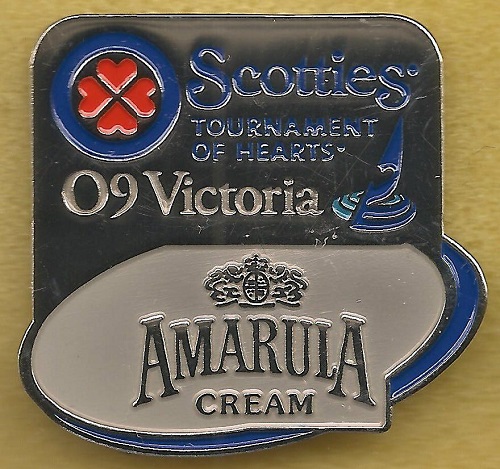 Scotties
TOURNAMENT
OF HEARTS
09 Victoria
AMARULA
CREAM